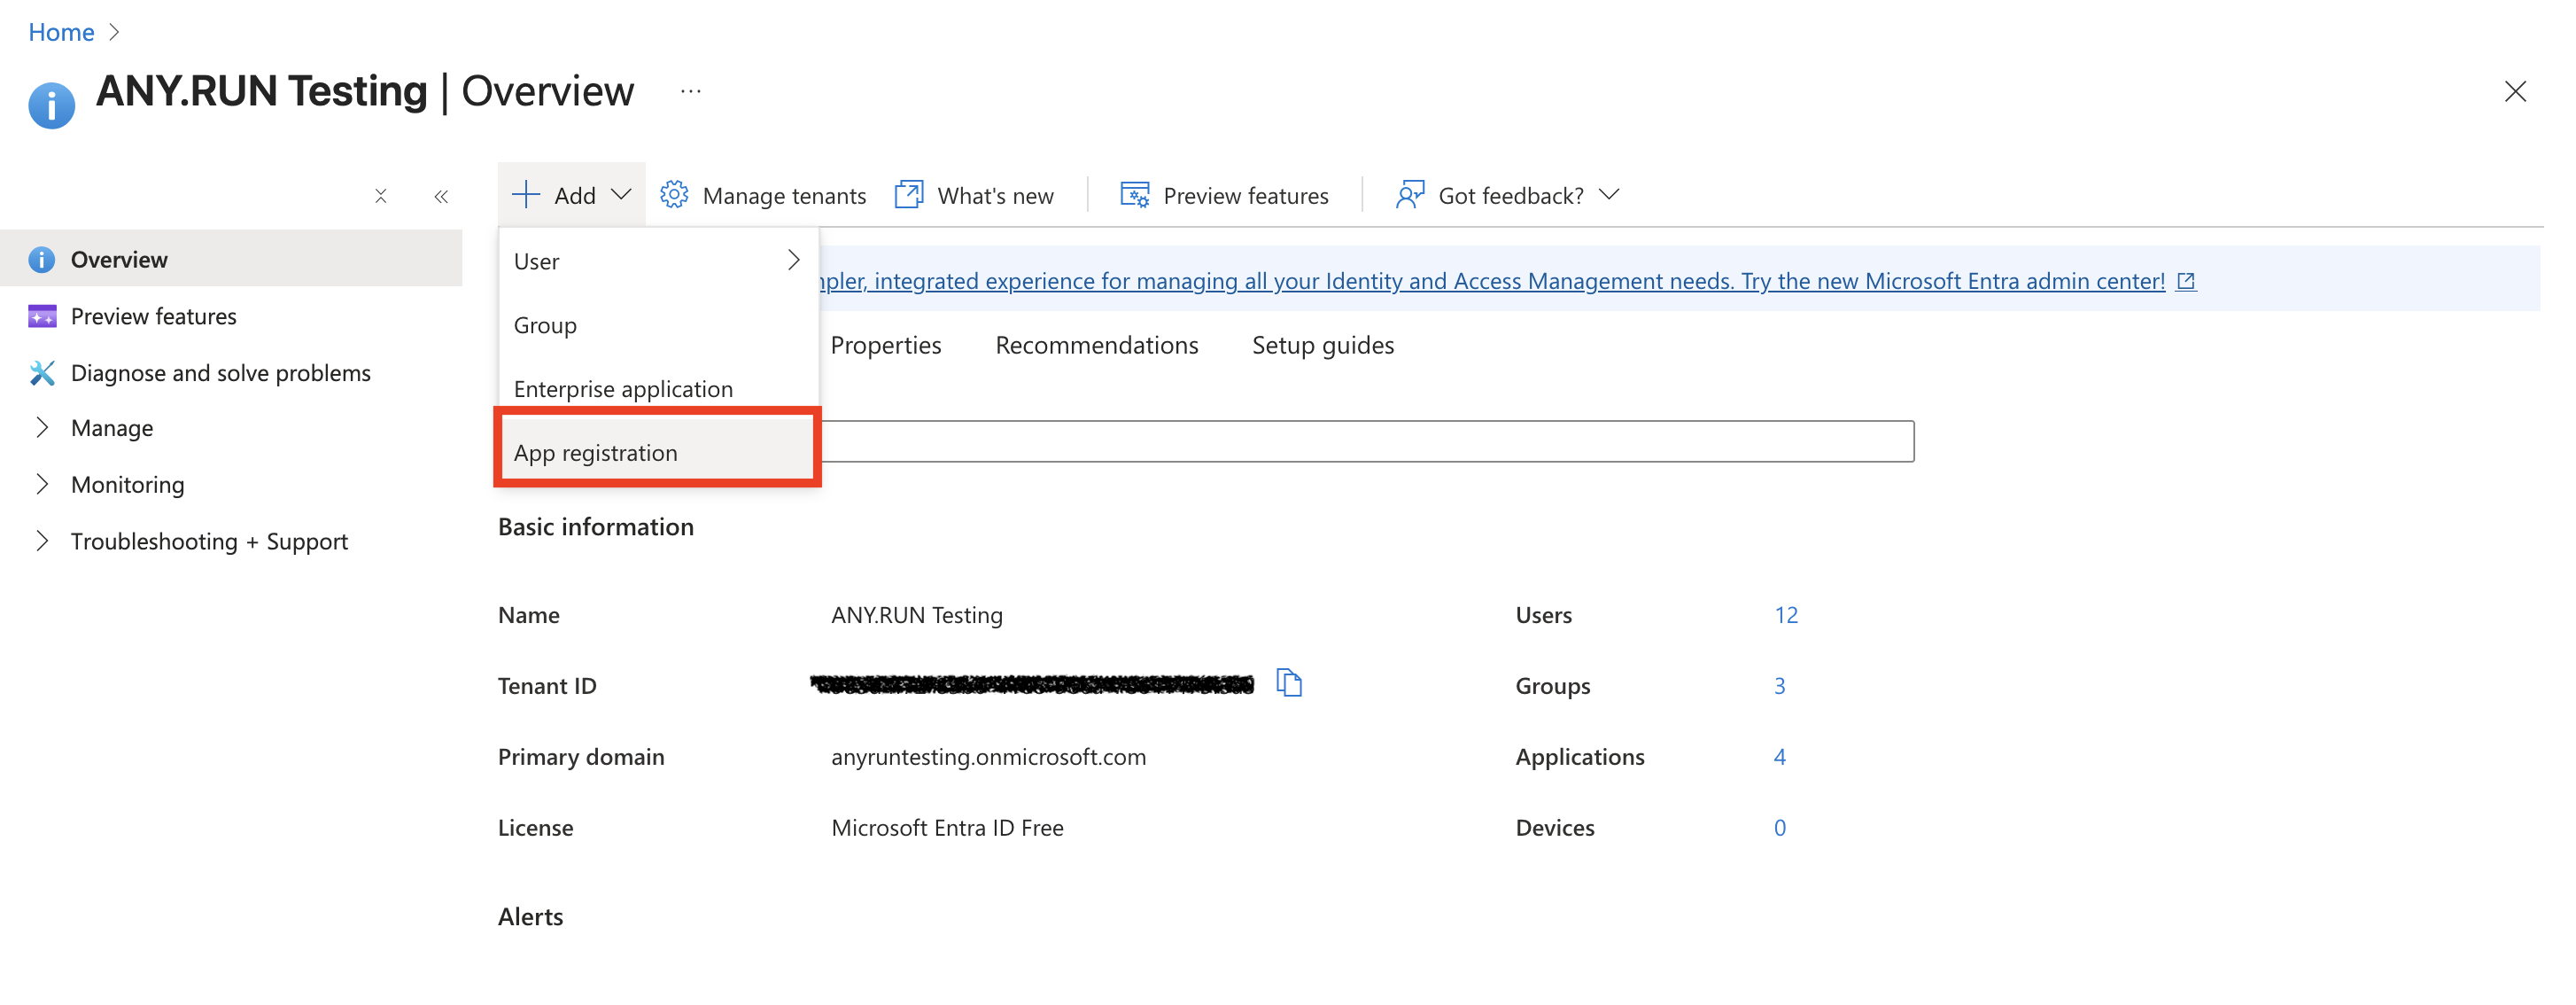 Home
ANY.RUN Testing | Overview ...
Add Manage tenants What's new Preview features Got feedback?
Overview
Preview features
Diagnose and solve problems
Manage
Monitoring
Troubleshooting + Support
User
Group
Enterprise application
App registration
integrated experience for managing all your Identity and Access Management needs. Try the new Microsoft Entra admin center!
Properties Recommendations Setup guides
Basic information
Name ANY.RUN Testing Users 12
Tenant ID Groups 3
Primary domain anyruntesting.onmicrosoft.com Applications 4
License Microsoft Entra ID Free Devices 0
Alerts